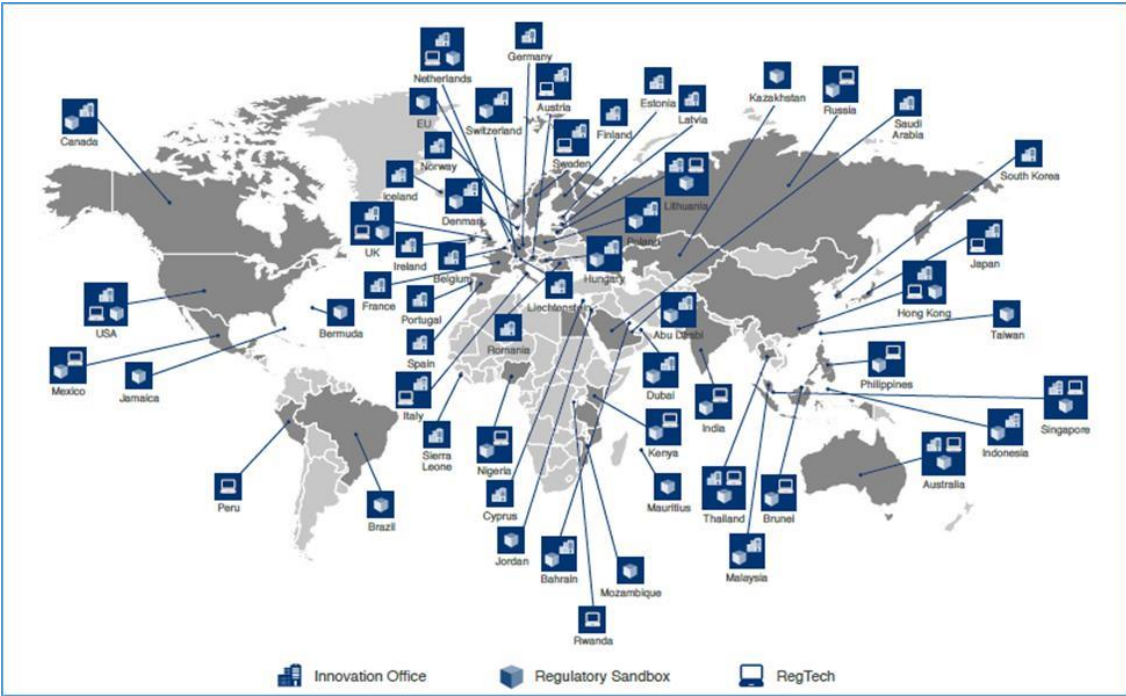 Germany
Netherlands
Austria
Estonia
Kazakhstan
Russia
EU
Switzerland
Latvia
Saudi
Arabia
Canada
Finland
Norway
Sweden
South Korea
Iceland
Lithuania
Denmark
Poland
UK
Ireland
Japan
Belgium
Hungary
France
Liechtenstein
Hong Kong
USA
Bermuda
Portugal
Abu Dhabi
Taiwan
Romania
Spain
Mexico
Jamaica
Philippines
Dubai
Italy
India
Singapore
Sierra
Leone
Kenya
Indonesia
Nigeria
Australia
Peru
Mauritius
Cyprus
Thailand
Brunei
Brazil
Jordan
Bahrain
Malaysia
Mozambique
Rwanda
Innovation Office
Regulatory Sandbox
RegTech